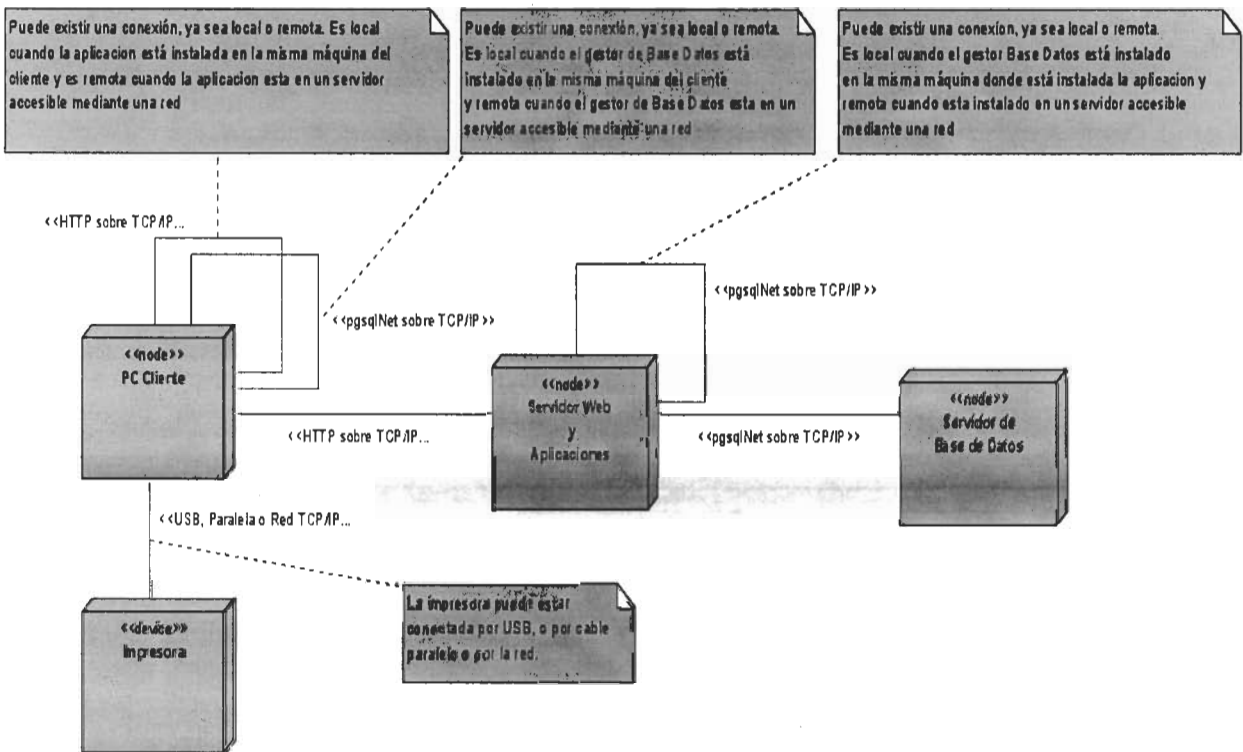 Puede existir una conexión, ya sea local o remota. Es local
cuando la aplicacion está instalada en la misma máquina del
cliente y es remota cuando la aplicacion esta en un servidor
accesible mediante una red
Puede existir una conexión, ya sea local o remota.
Es local cuando el gestor de Base Datos está
instalado en la misma máquina del cliente
y remota cuando el gestor de Base Datos esta en un
servidor accesible mediante una red
Puede existir una conexíon, ya sea local o remota.
Es local cuando el gestor Base Datos está instalado
en la misma máquina donde está instalada la aplicacion y
remota cuando esta instalado en un servidor accesible
mediante una red
<<HTTP sobre TCP/IP...
<<pgsqlNet sobre TCP/IP>>
<<pgsqlNet sobre TCP/IP>>
<<node>>
PC Cliente
<<HTTP sobre TCP/IP...
<<node>>
Servidor Web
y
Aplicaciones
<<pgsqlNet sobre TCP/IP>>
<<node>>
Servidor de
Base de Datos
<<USB, Paralela o Red TCP/IP...
<<device>>
Impresora
La impresora puede estar
conectada por USB, o por cable
paralelo o por la red.